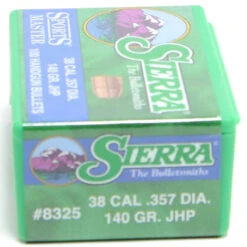 SPORTS
MASTER
38 CAL .357 DIA.
140 GR. JHP
100 HANDGUN BULLETS
SIERRA
The Bulletsmiths
SIERRA
The Bulletsmiths
#8325
38 CAL .357 DIA.
140 GR. JHP